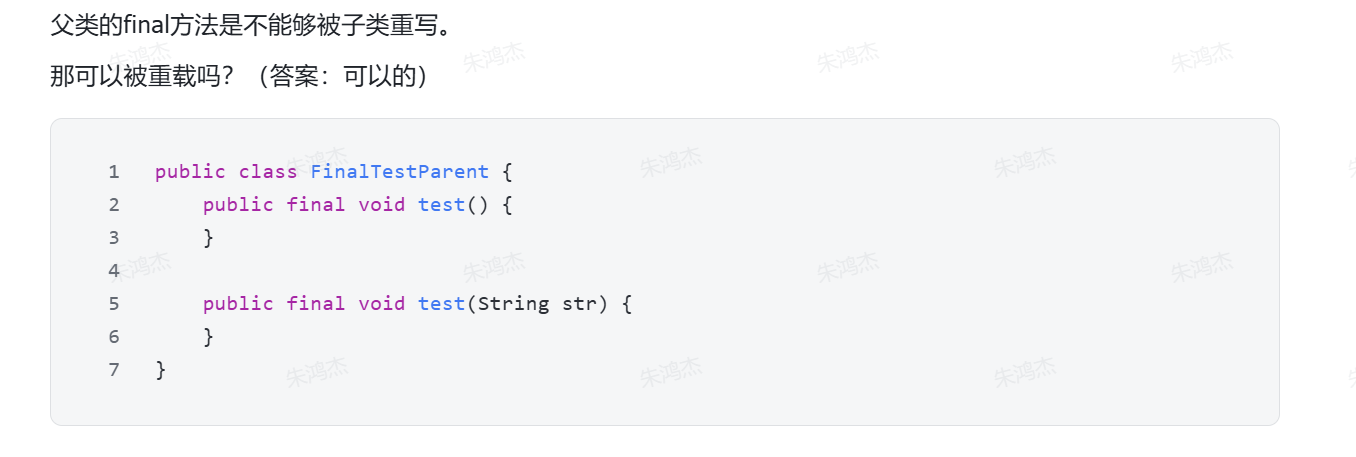 父类的final方法是不能够被子类重写。
那可以被重载吗？（答案：可以的）
1 public class FinalTestParent {
2     public final void test() {
3     }
4
5     public final void test(String str) {
6     }
7 }
朱鸿杰 朱鸿杰 朱鸿杰 朱鸿杰
朱鸿杰 朱鸿杰 朱鸿杰
朱鸿杰 朱鸿杰 朱鸿杰 朱鸿杰
朱鸿杰 朱鸿杰 朱鸿杰